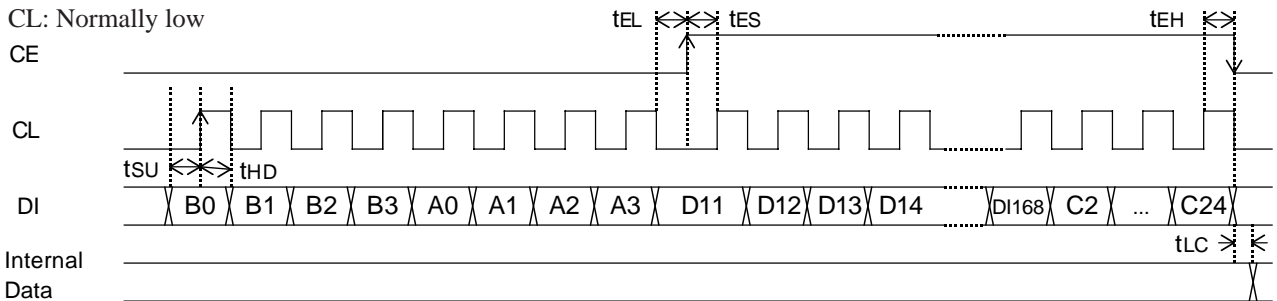 CL: Normally low
tEL tES tEH
CE
CL
tSU tHD
DI B0 B1 B2 B3 A0 A1 A2 A3 D11 D12 D13 D14 DI168 C2 ... C24
tLC
Internal
Data